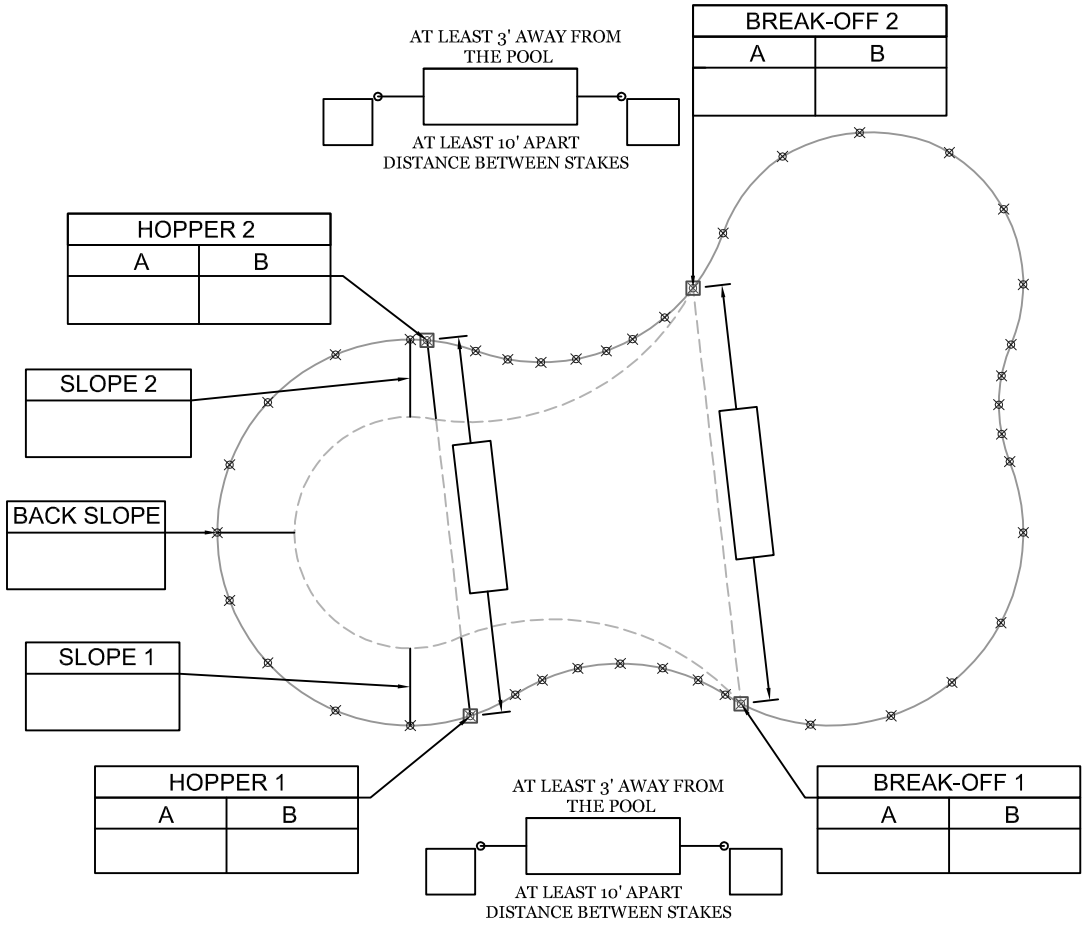 BREAK-OFF 2
A B
AT LEAST 3' AWAY FROM
THE POOL
AT LEAST 10' APART
DISTANCE BETWEEN STAKES
HOPPER 2
A B
SLOPE 2
BACK SLOPE
SLOPE 1
HOPPER 1
A B
AT LEAST 3' AWAY FROM
THE POOL
AT LEAST 10' APART
DISTANCE BETWEEN STAKES
BREAK-OFF 1
A B